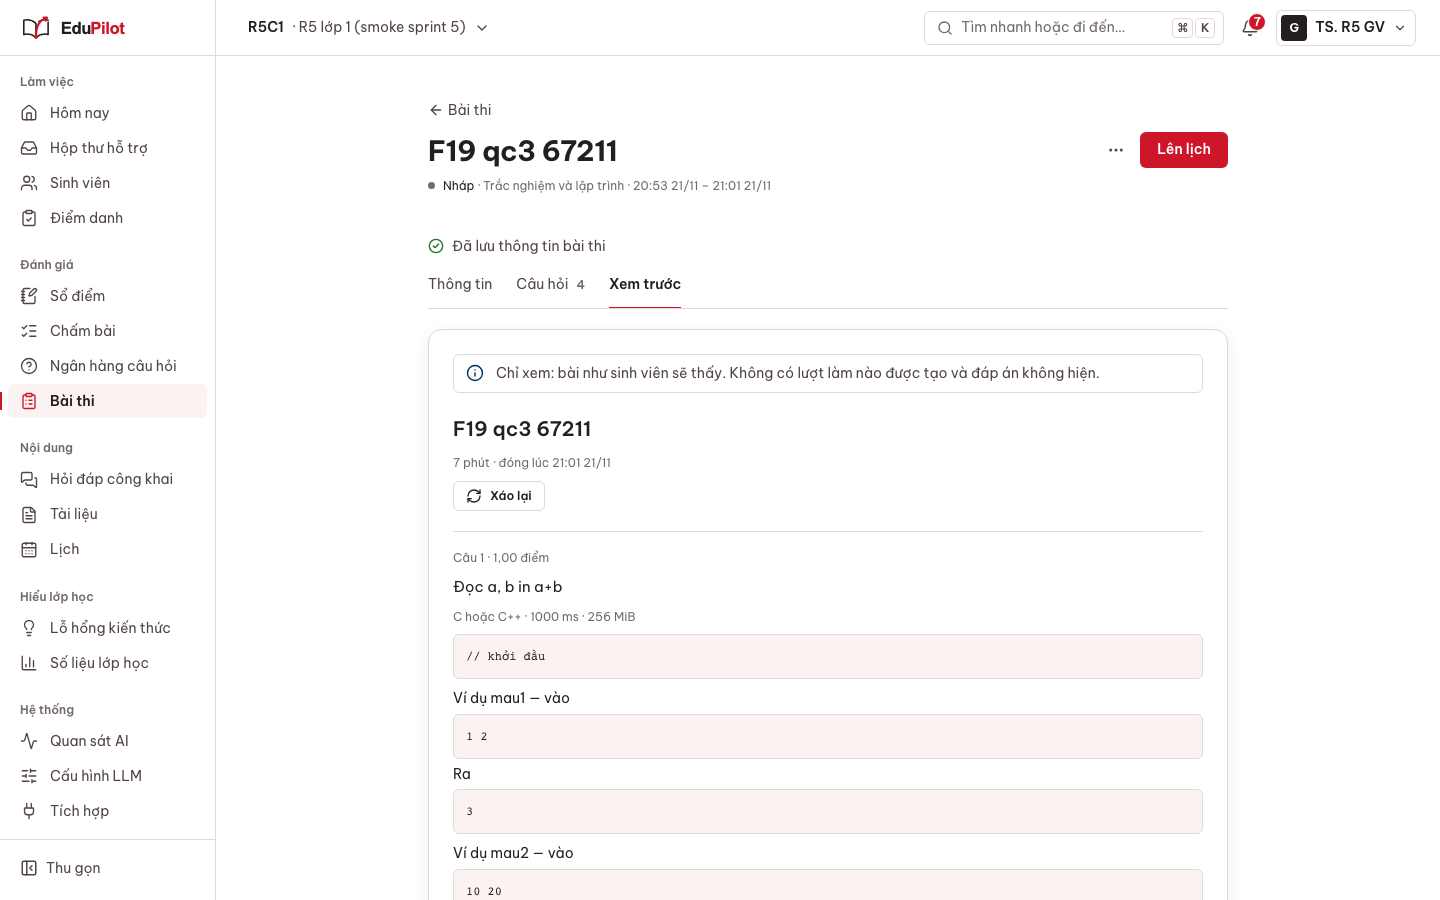 EduPilot
R5C1 · R5 lớp 1 (smoke sprint 5)
Tìm nhanh hoặc đi đến...
⌘ K
7
G TS. R5 GV
Làm việc
Hôm nay
Hộp thư hỗ trợ
Sinh viên
Điểm danh
Đánh giá
Sổ điểm
Chấm bài
Ngân hàng câu hỏi
Bài thi
Nội dung
Hỏi đáp công khai
Tài liệu
Lịch
Hiểu lớp học
Lỗ hổng kiến thức
Số liệu lớp học
Hệ thống
Quan sát AI
Cấu hình LLM
Tích hợp
Thu gọn
Bài thi
F19 qc3 67211
Lên lịch
Nháp · Trắc nghiệm và lập trình · 20:53 21/11 – 21:01 21/11
Đã lưu thông tin bài thi
Thông tin Câu hỏi 4 Xem trước
Chỉ xem: bài như sinh viên sẽ thấy. Không có lượt làm nào được tạo và đáp án không hiện.
F19 qc3 67211
7 phút · đóng lúc 21:01 21/11
Xáo lại
Câu 1 · 1,00 điểm
Đọc a, b in a+b
C hoặc C++ · 1000 ms · 256 MiB
// khởi đầu
Ví dụ mau1 — vào
1 2
Ra
3
Ví dụ mau2 — vào
10 20